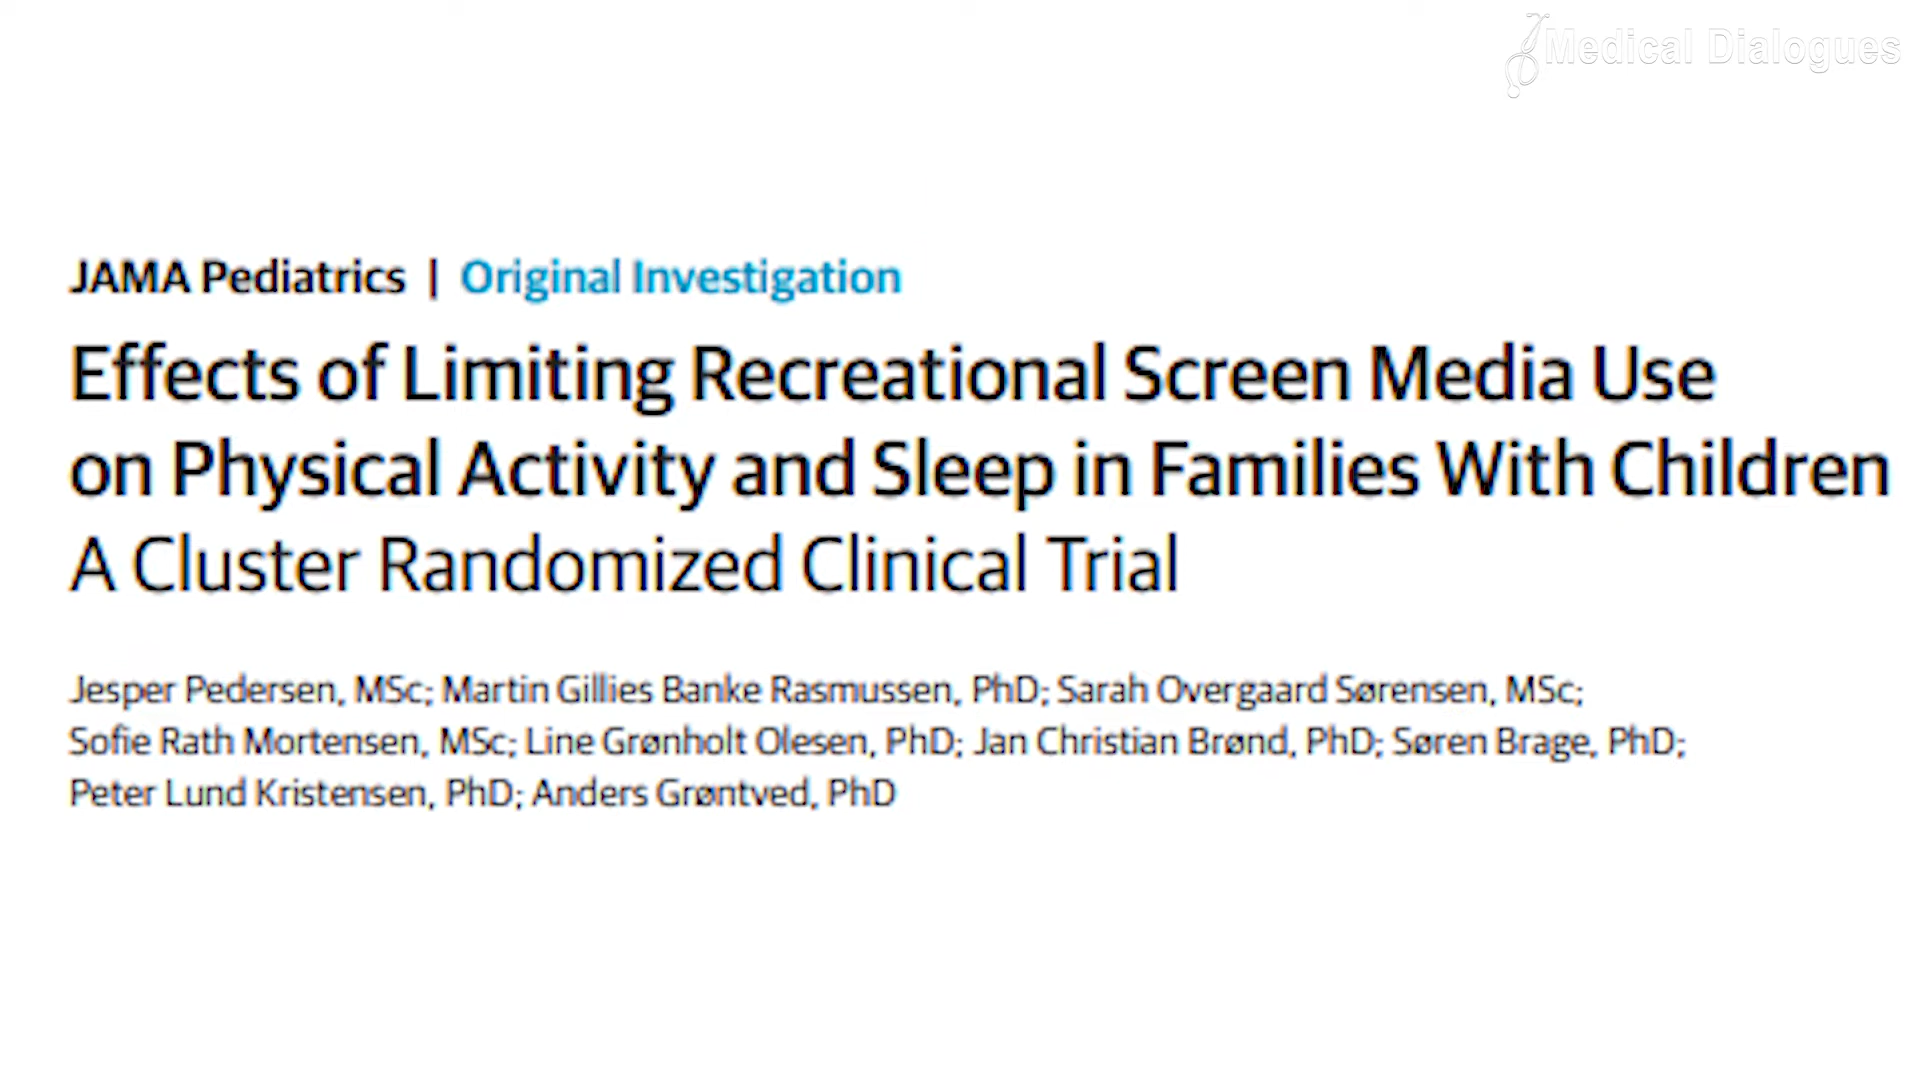 Medical Dialogues
JAMA Pediatrics | Original Investigation
Effects of Limiting Recreational Screen Media Use
on Physical Activity and Sleep in Families With Children
A Cluster Randomized Clinical Trial
Jesper Pedersen, MSc; Martin Gillies Banke Rasmussen, PhD; Sarah Overgaard Sørensen, MSc;
Sofie Rath Mortensen, MSc; Line Grønholt Olesen, PhD; Jan Christian Brønd, PhD; Søren Brage, PhD;
Peter Lund Kristensen, PhD; Anders Grøntved, PhD